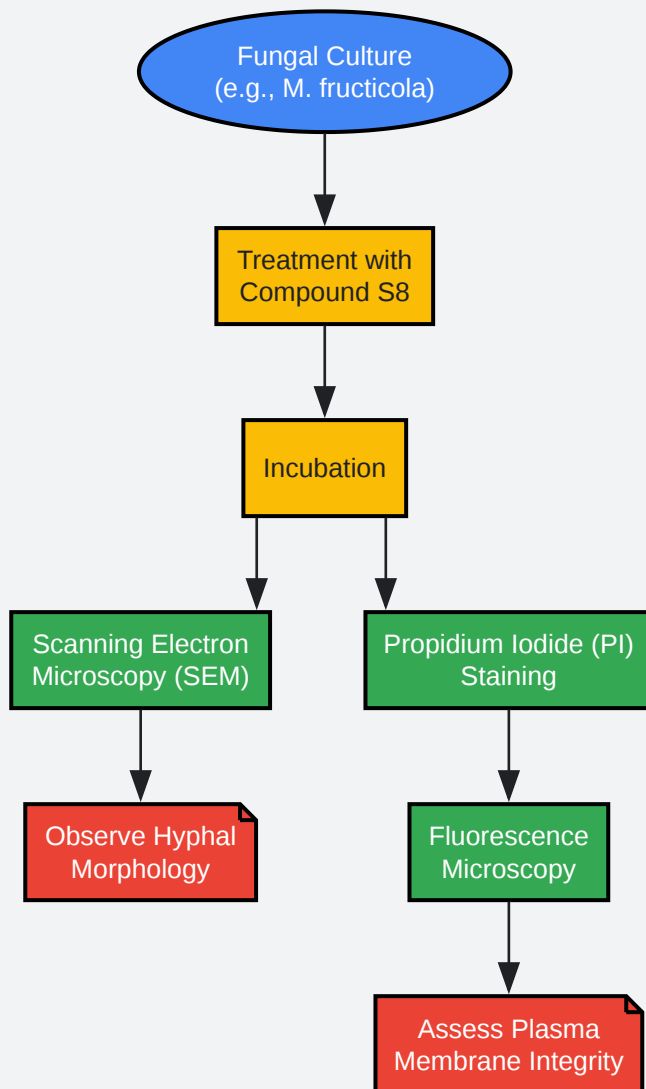 Fungal Culture
(e.g., M. fructicola)
Treatment with
Compound S8
Incubation
Scanning Electron
Microscopy (SEM)
Propidium Iodide (PI)
Staining
Observe Hyphal
Morphology
Fluorescence
Microscopy
Assess Plasma
Membrane Integrity